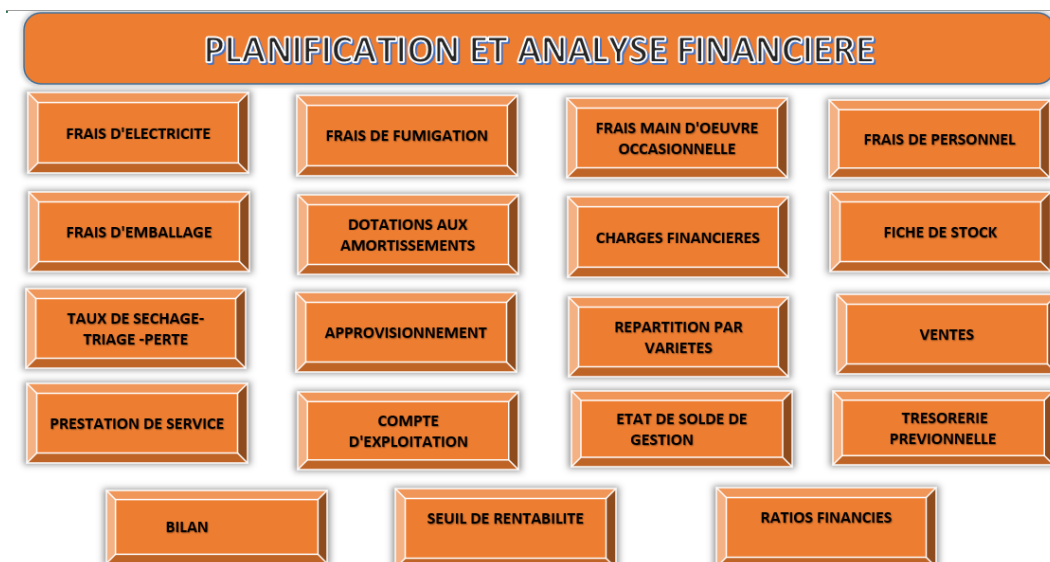 PLANIFICATION ET ANALYSE FINANCIERE
FRAIS D'ELECTRICITE
FRAIS DE FUMIGATION
FRAIS MAIN D'OEUVRE
OCCASIONNELLE
FRAIS DE PERSONNEL
FRAIS D'EMBALLAGE
DOTATIONS AUX
AMORTISSEMENTS
CHARGES FINANCIERES
FICHE DE STOCK
TAUX DE SECHAGE-
TRIAGE -PERTE
APPROVISIONNEMENT
REPARTITION PAR
VARIETES
VENTES
PRESTATION DE SERVICE
COMPTE
D'EXPLOITATION
ETAT DE SOLDE DE
GESTION
TRESORERIE
PREVIONNELLE
BILAN
SEUIL DE RENTABILITE
RATIOS FINANCIES